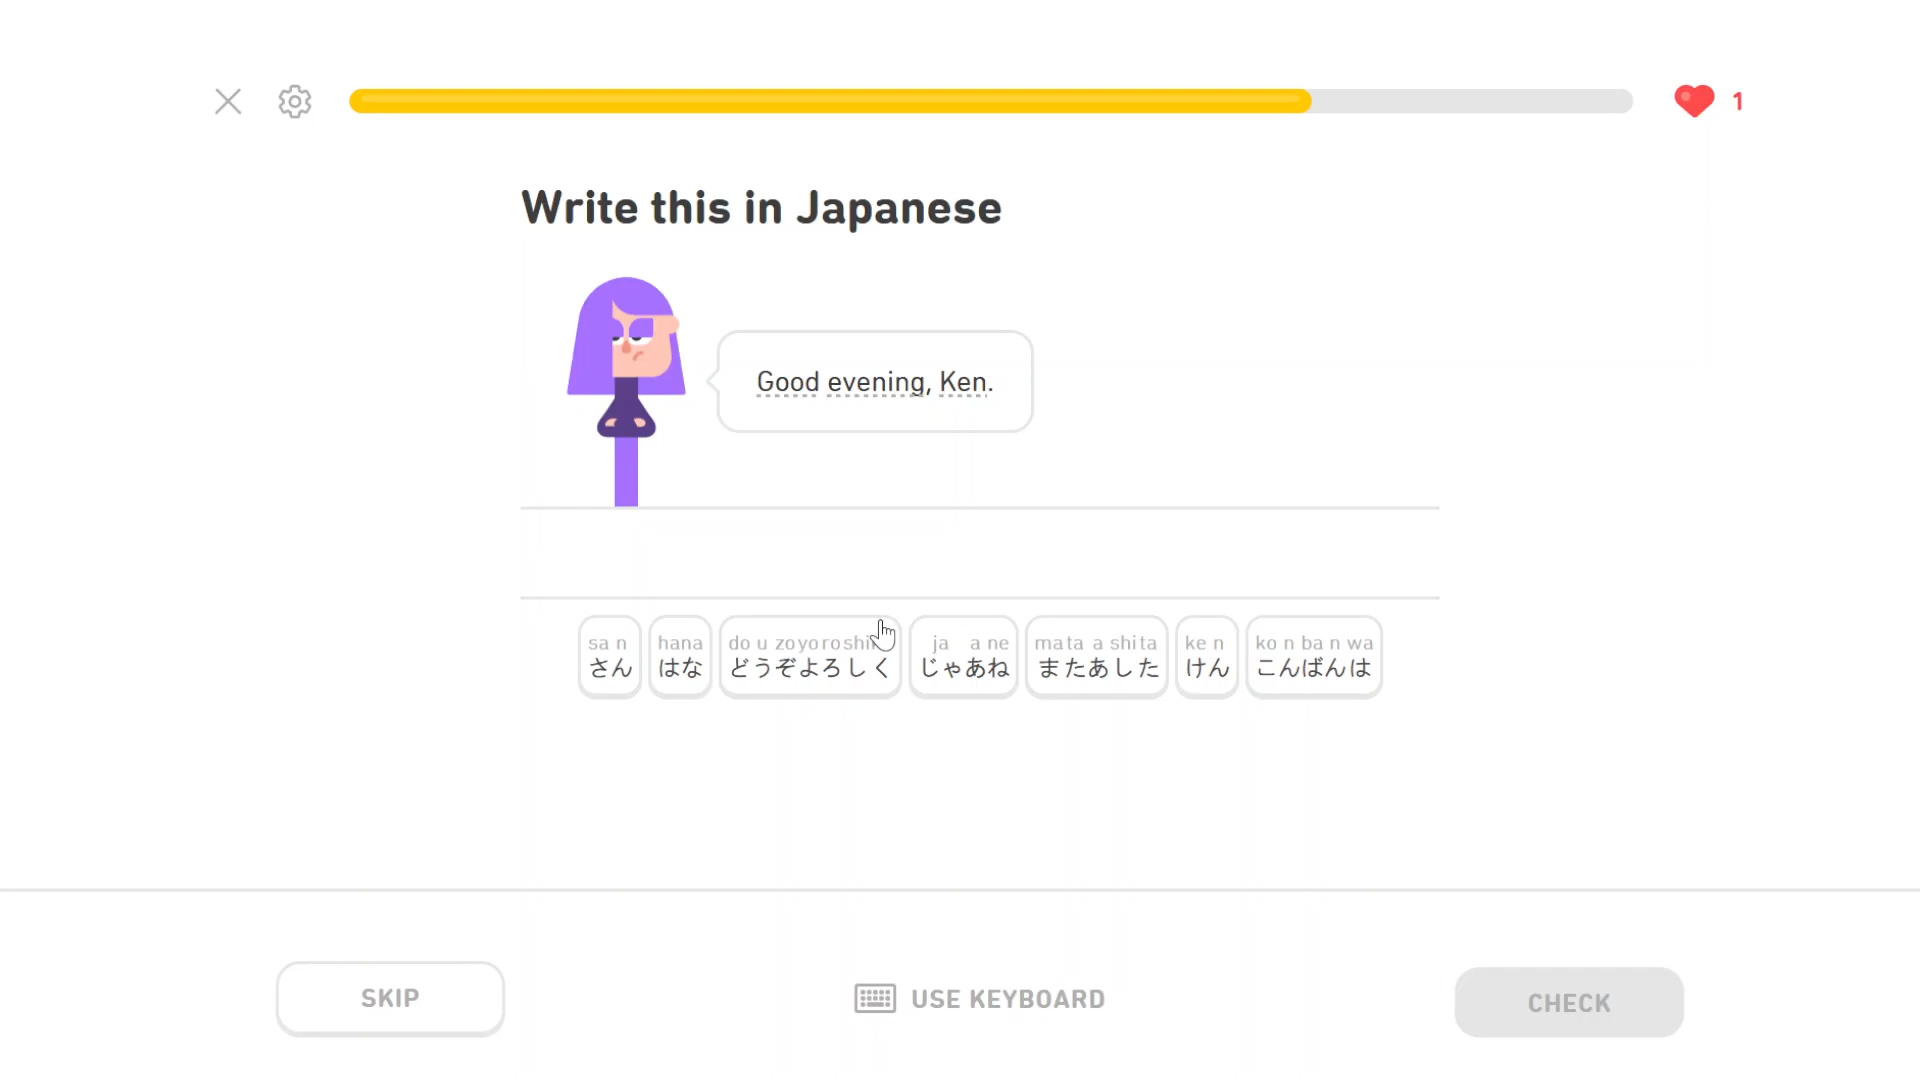 1
Write this in Japanese
Good evening, Ken.
sa n hana do u zo yo ro shi ja a ne ma ta a shi ta ke n ko n ba n wa
さん はな どうぞよろしく じゃあね またあした けん こんばんは
SKIP USE KEYBOARD CHECK